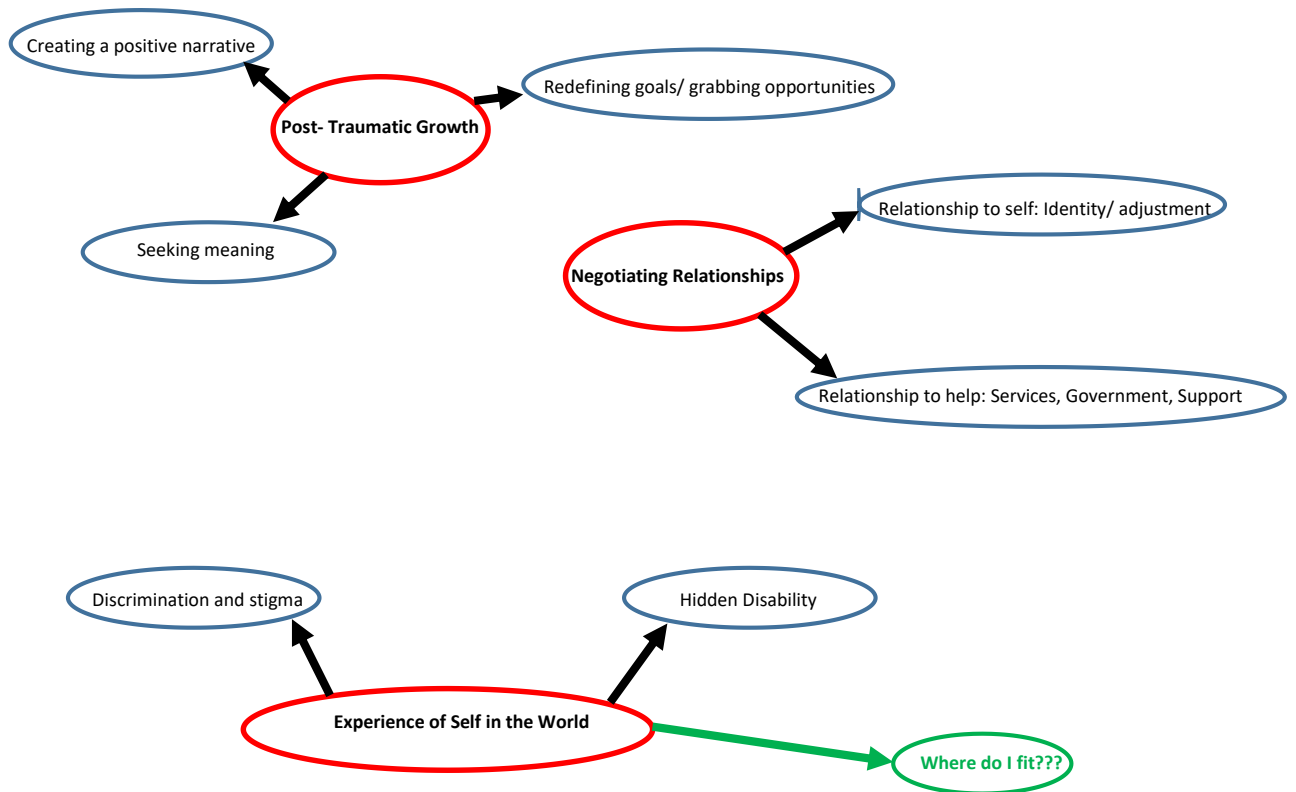 Creating a positive narrative
Redefining goals/ grabbing opportunities
Post- Traumatic Growth
Relationship to self: Identity/ adjustment
Seeking meaning
Negotiating Relationships
Relationship to help: Services, Government, Support
Discrimination and stigma
Hidden Disability
Experience of Self in the World
Where do I fit???